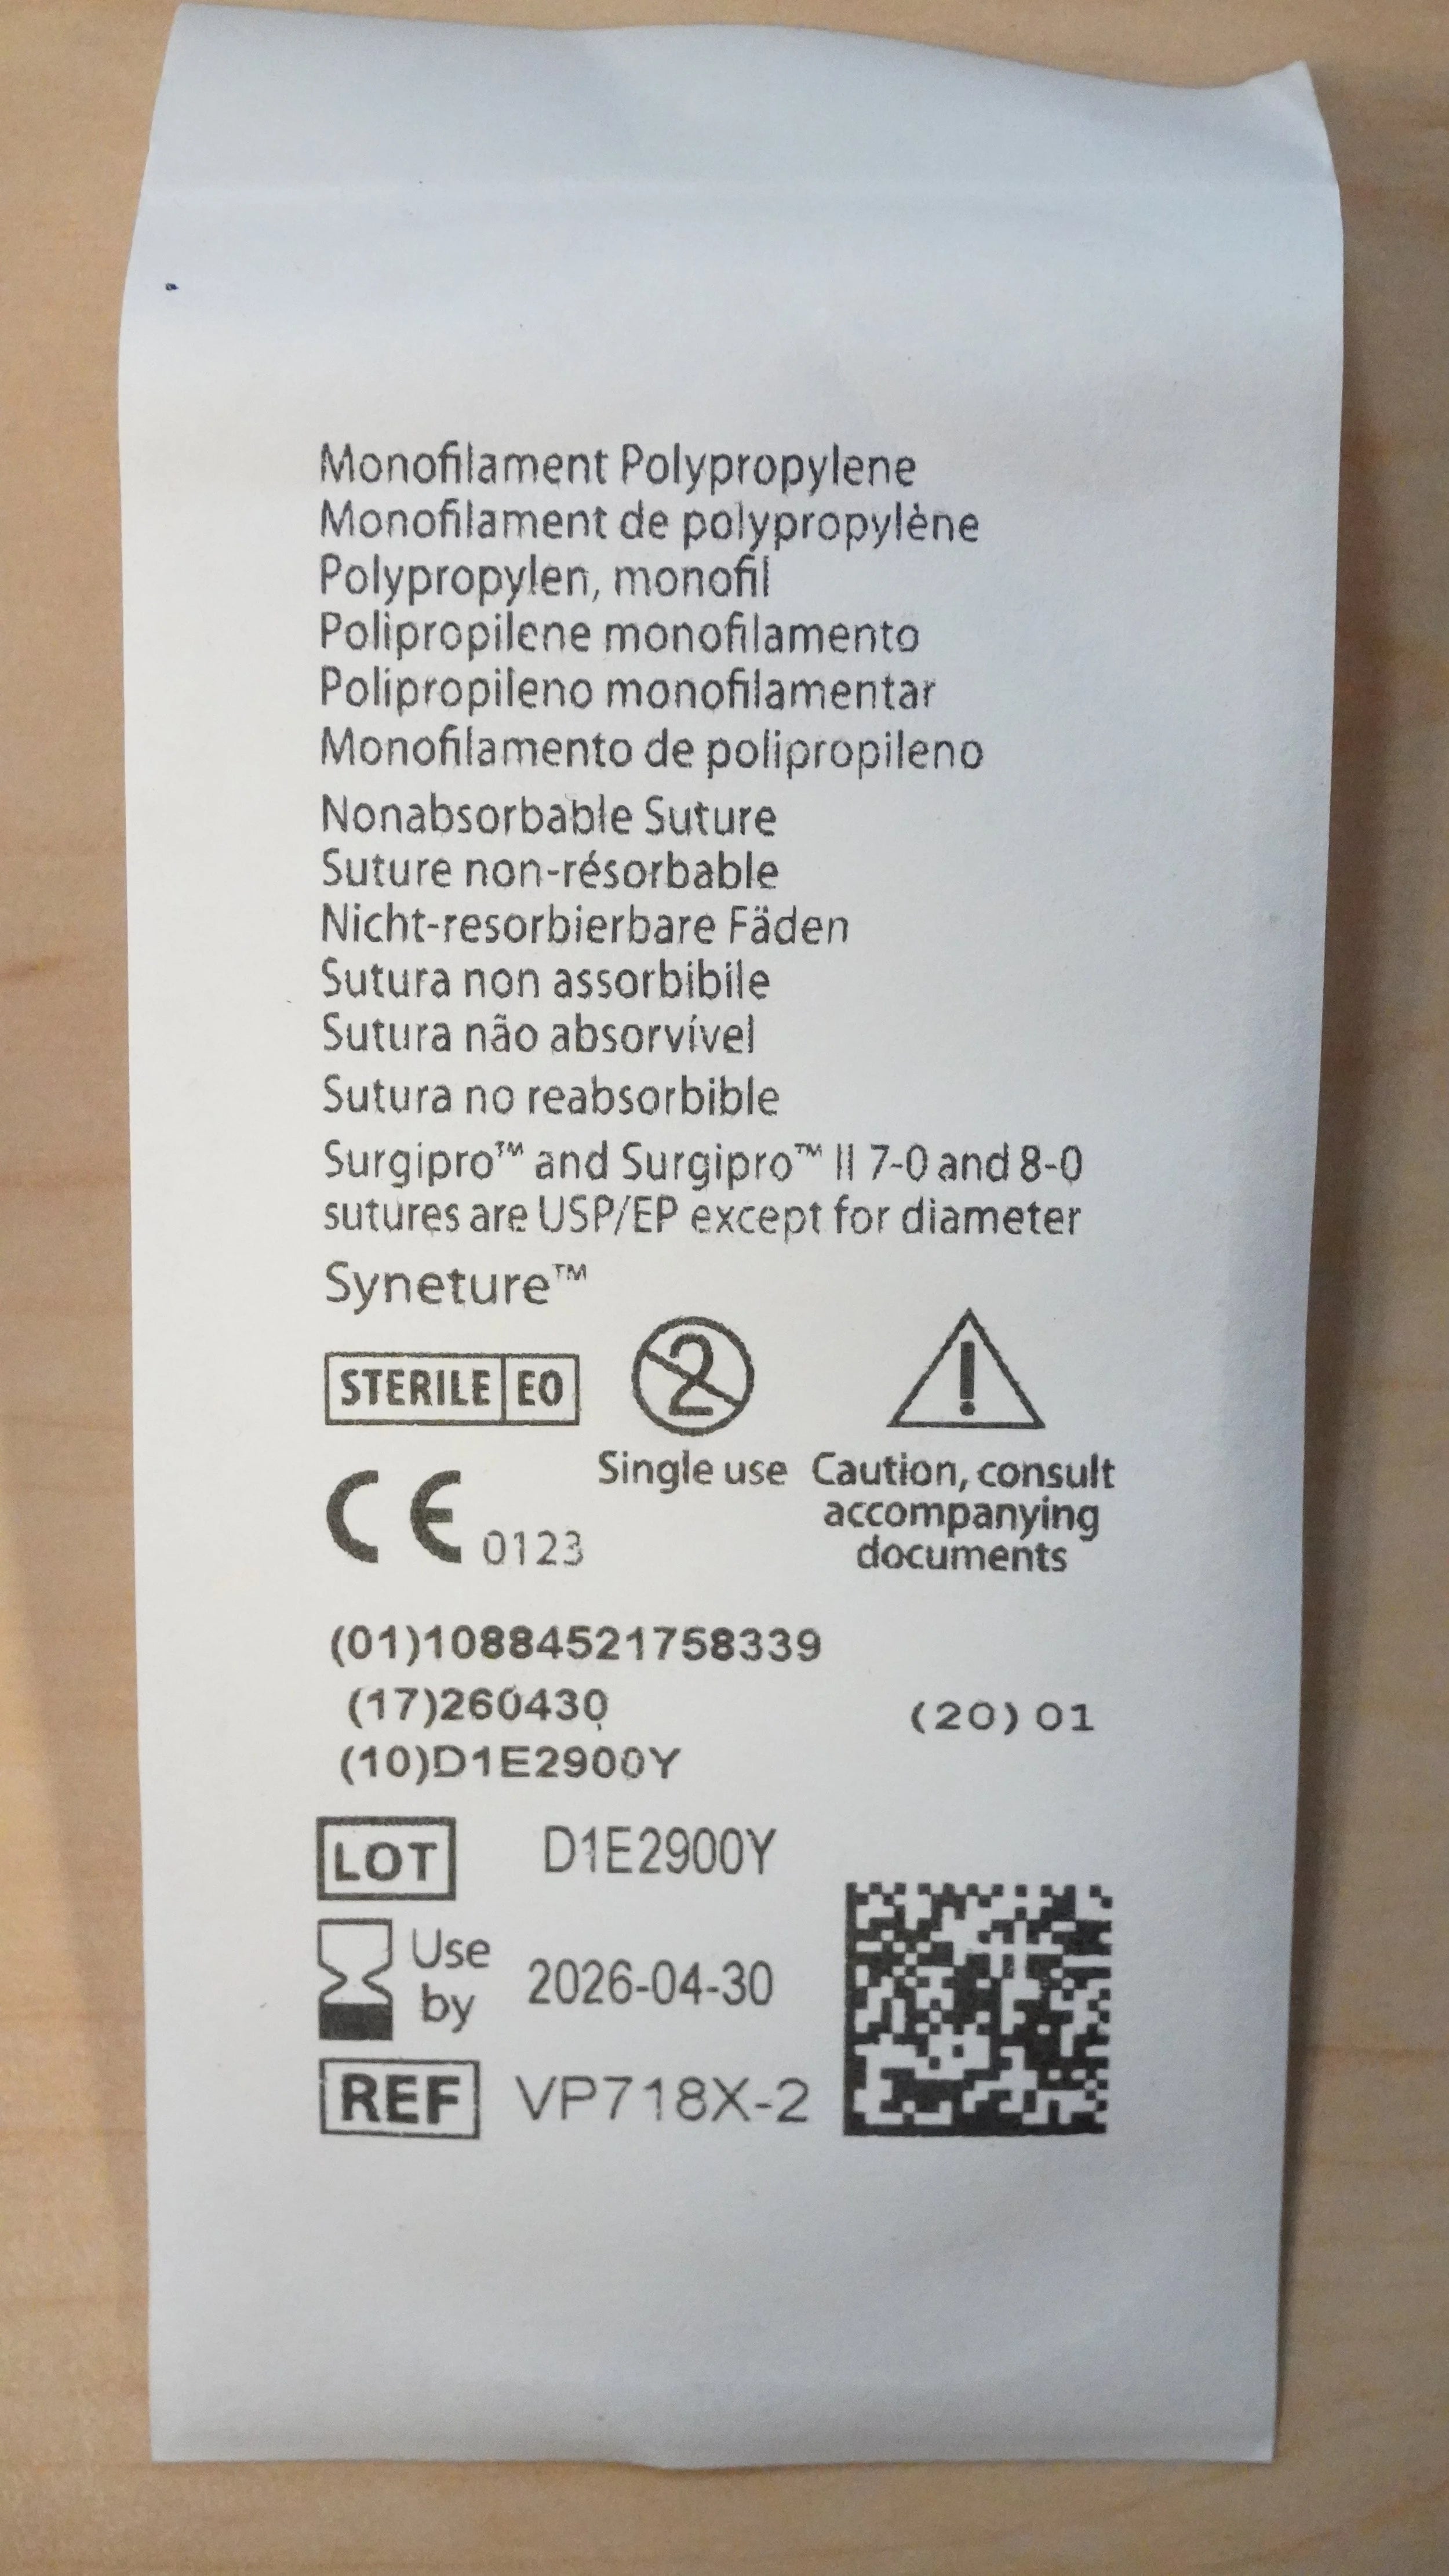 Monofilament Polypropylene
Monofilament de polypropylène
Polypropylen, monofil
Polipropilene monofilamento
Polipropileno monofilamentar
Monofilamento de polipropileno
Nonabsorbable Suture
Suture non-résorbable
Nicht-resorbierbare Fäden
Sutura non assorbibile
Sutura não absorvível
Sutura no reabsorbible
Surgipro™ and Surgipro™ II 7-0 and 8-0
sutures are USP/EP except for diameter
Syneture™
STERILE EO 2
Single use Caution, consult
accompanying
documents
CE 0123
(01)10884521758339
(17)260430 (20) 01
(10)D1E2900Y
LOT D1E2900Y
Use by 2026-04-30
REF VP718X-2